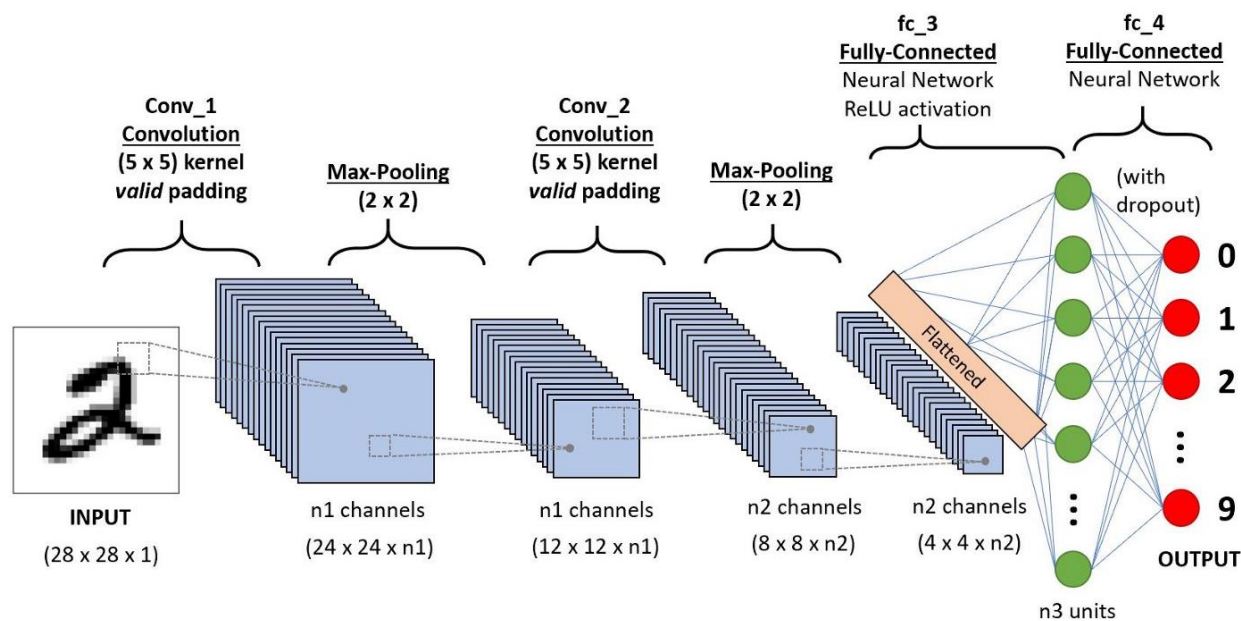 fc_3
Fully-Connected
Neural Network
ReLU activation
fc_4
Fully-Connected
Neural Network
Conv_1
Convolution
(5 x 5) kernel
valid padding
Max-Pooling
(2 x 2)
Conv_2
Convolution
(5 x 5) kernel
valid padding
Max-Pooling
(2 x 2)
(with
dropout)
Flattened
0
1
2
9
INPUT
(28 x 28 x 1)
n1 channels
(24 x 24 x n1)
n1 channels
(12 x 12 x n1)
n2 channels
(8 x 8 x n2)
n2 channels
(4 x 4 x n2)
OUTPUT
n3 units
2